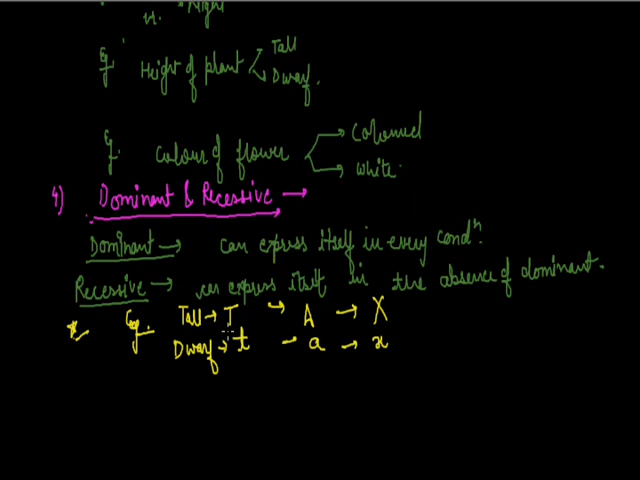 Height
Eg. Height of plant Tall
Dwarf.
Eg. Colour of flower → Coloured
→ White.
4) Dominant & Recessive →
Dominant → can express itself in every condⁿ.
Recessive → can express itself in the absence of dominant.
* Eg. Tall → T → A → X
Dwarf → t → a → x